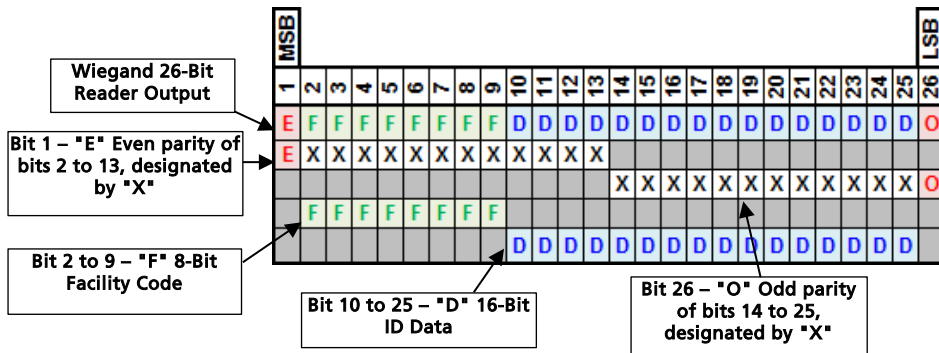 MSB LSB
1 2 3 4 5 6 7 8 9 10 11 12 13 14 15 16 17 18 19 20 21 22 23 24 25 26
Wiegand 26-Bit
Reader Output
E F F F F F F F F D D D D D D D D D D D D D D D D O
Bit 1 – "E" Even parity of
bits 2 to 13, designated
by "X"
E X X X X X X X X X X X X
X X X X X X X X X X X X O
F F F F F F F F
D D D D D D D D D D D D D D D D
Bit 2 to 9 – "F" 8-Bit
Facility Code
Bit 10 to 25 – "D" 16-Bit
ID Data
Bit 26 – "O" Odd parity
of bits 14 to 25,
designated by "X"